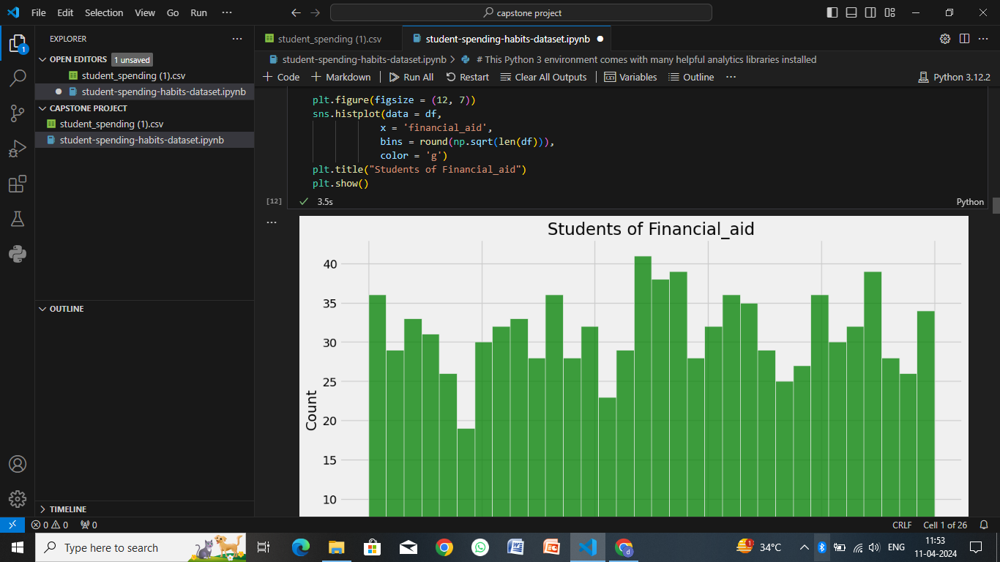 File Edit Selection View Go Run ··· capstone project
EXPLORER ···
student_spending (1).csv student-spending-habits-dataset.ipynb
OPEN EDITORS 1 unsaved
student_spending (1).csv
student-spending-habits-dataset.ipynb
CAPSTONE PROJECT
student_spending (1).csv
student-spending-habits-dataset.ipynb
OUTLINE
TIMELINE
1
student-spending-habits-dataset.ipynb > # This Python 3 environment comes with many helpful analytics libraries installed
+ Code + Markdown Run All Restart Clear All Outputs Variables Outline ··· Python 3.12.2
plt.figure(figsize = (12, 7))
sns.histplot(data = df,
x = 'financial_aid',
bins = round(np.sqrt(len(df))),
color = 'g')
plt.title("Students of Financial_aid")
plt.show()
[12] 3.5s Python
···
Students of Financial_aid
40
35
30
25
20
15
10
Count
0 0 0 CRLF Cell 1 of 26
Type here to search 1 34°C ENG 11:53
11-04-2024